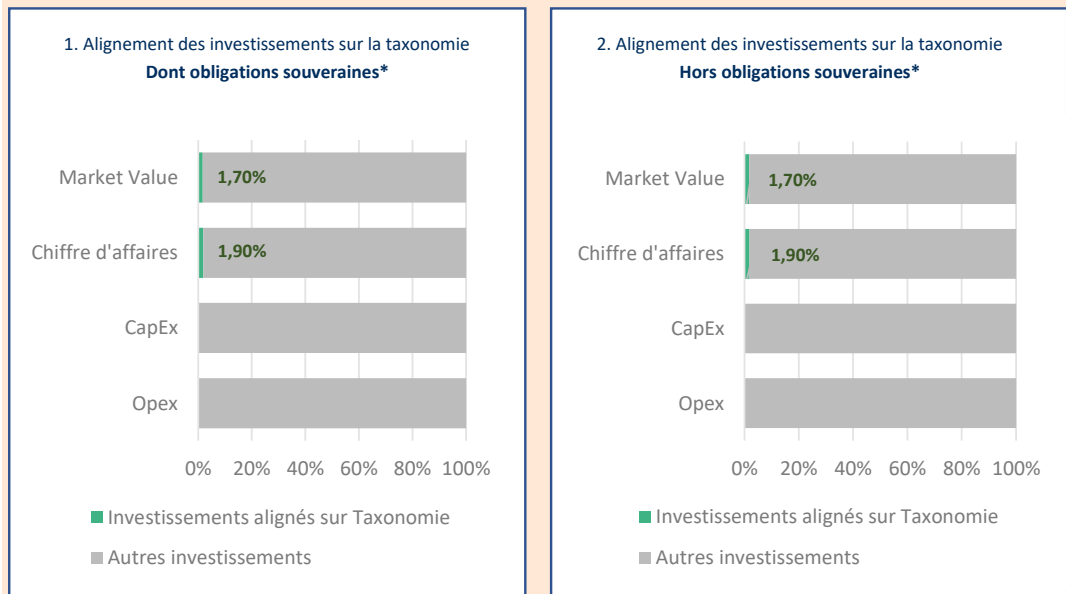 1. Alignement des investissements sur la taxonomie
Dont obligations souveraines*
Market Value
1,70%
Chiffre d'affaires
1,90%
CapEx
Opex
0% 20% 40% 60% 80% 100%
Investissements alignés sur Taxonomie
Autres investissements
2. Alignement des investissements sur la taxonomie
Hors obligations souveraines*
Market Value
1,70%
Chiffre d'affaires
1,90%
CapEx
Opex
0% 20% 40% 60% 80% 100%
Investissements alignés sur Taxonomie
Autres investissements